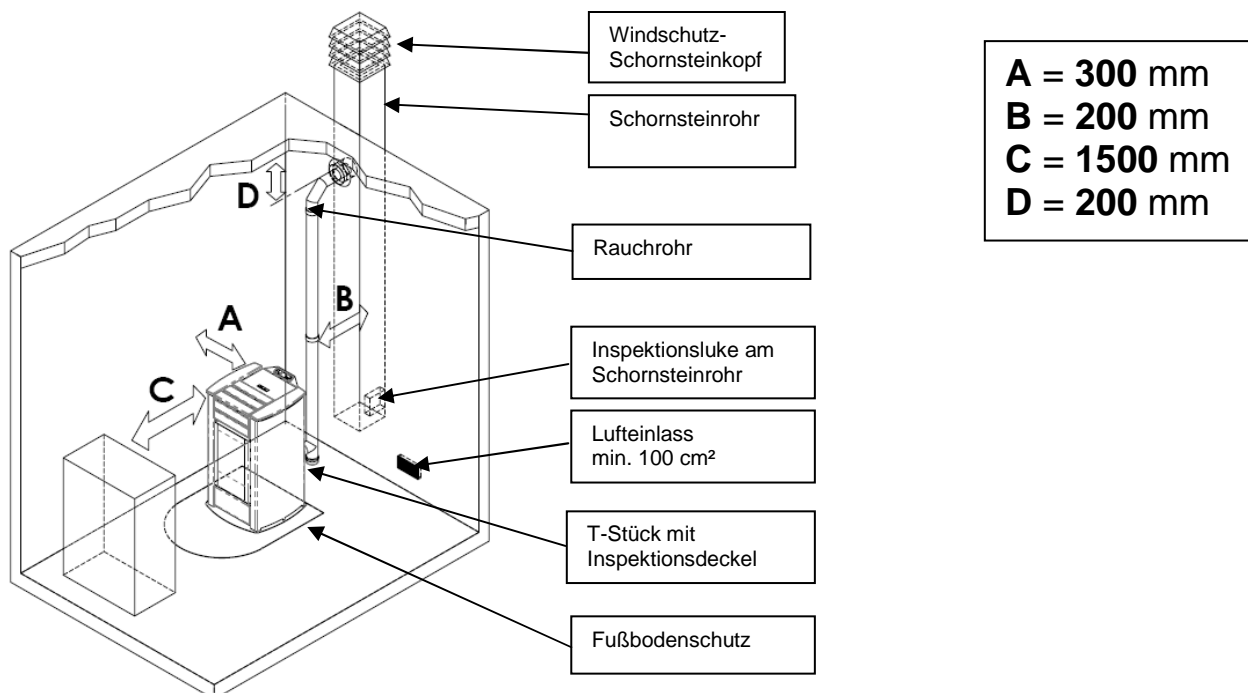 Windschutz-
Schornsteinkopf
Schornsteinrohr
Rauchrohr
Inspektionsluke am
Schornsteinrohr
Lufteinlass
min. 100 cm²
T-Stück mit
Inspektionsdeckel
Fußbodenschutz
D
B
A
C
A = 300 mm
B = 200 mm
C = 1500 mm
D = 200 mm